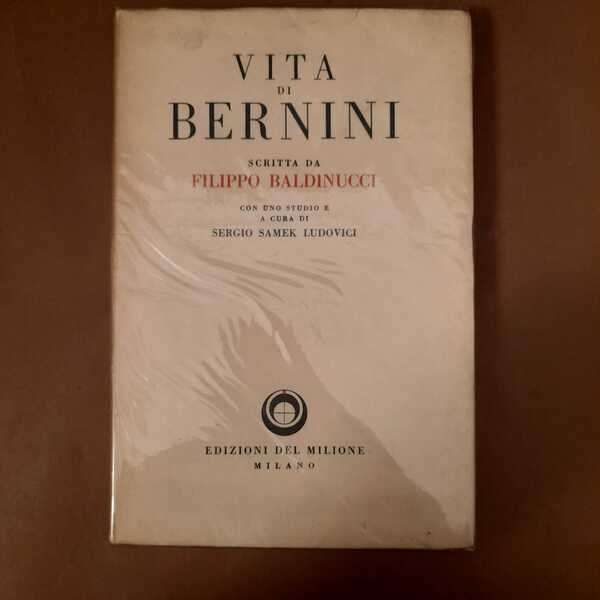 VITA
DI
BERNINI
SCRITTA DA
FILIPPO BALDINUCCI
CON UNO STUDIO E
A CURA DI
SERGIO SAMEK LUDOVICI
EDIZIONI DEL MILIONE
MILANO